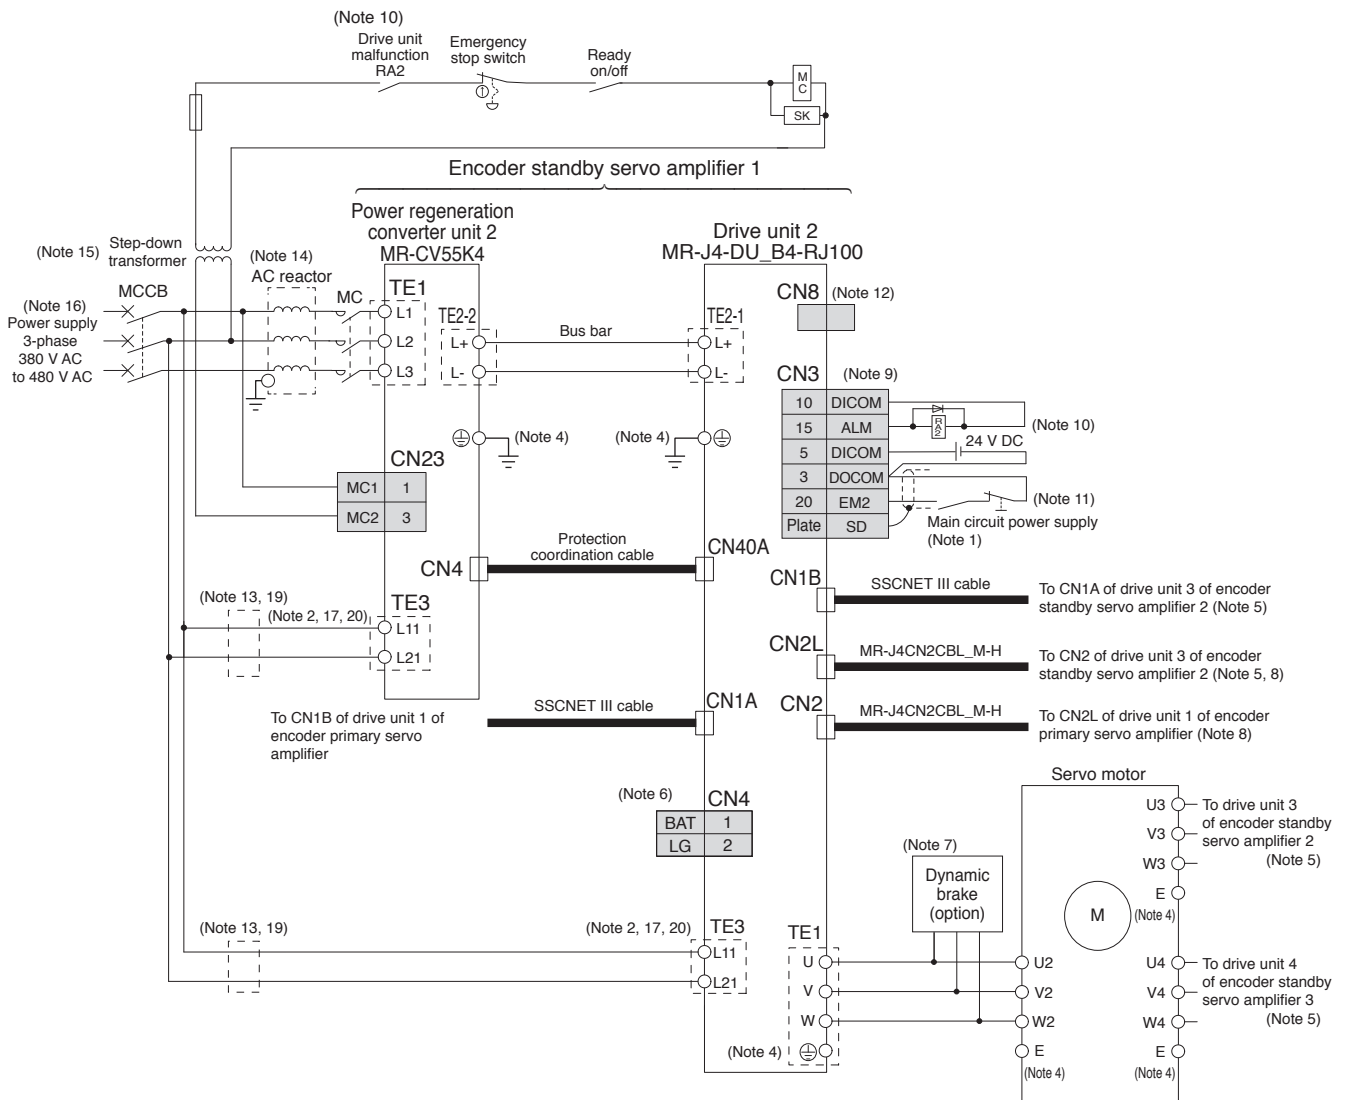 (Note 10)
Drive unit
malfunction
RA2
Emergency
stop switch
Ready
on/off
M
C
SK
Encoder standby servo amplifier 1
Power regeneration
converter unit 2
MR-CV55K4
Drive unit 2
MR-J4-DU_B4-RJ100
(Note 15)
Step-down
transformer
(Note 14)
AC reactor
MCCB
MC
TE1
L1
L2
L3
TE2-2
L+
L-
Bus bar
TE2-1
L+
L-
CN8
(Note 12)
(Note 16)
Power supply
3-phase
380 V AC
to 480 V AC
CN3
(Note 9)
10 DICOM
15 ALM
5 DICOM
3 DOCOM
20 EM2
Plate SD
RA2
(Note 10)
24 V DC
(Note 11)
Main circuit power supply
(Note 1)
(Note 4)
(Note 4)
CN23
MC1 1
MC2 3
CN4
Protection
coordination cable
CN40A
CN1B
SSCNET III cable
To CN1A of drive unit 3 of encoder
standby servo amplifier 2 (Note 5)
(Note 13, 19)
(Note 2, 17, 20)
TE3
L11
L21
CN2L
MR-J4CN2CBL_M-H
To CN2 of drive unit 3 of encoder
standby servo amplifier 2 (Note 5, 8)
To CN1B of drive unit 1 of
encoder primary servo
amplifier
SSCNET III cable
CN1A
CN2
MR-J4CN2CBL_M-H
To CN2L of drive unit 1 of encoder
primary servo amplifier (Note 8)
(Note 6)
CN4
BAT 1
LG 2
Servo motor
U3
V3
W3
E
(Note 4)
To drive unit 3
of encoder standby
servo amplifier 2
(Note 5)
(Note 7)
Dynamic
brake
(option)
M
(Note 13, 19)
(Note 2, 17, 20)
TE3
L11
L21
TE1
U
V
W
(Note 4)
U2
V2
W2
E
(Note 4)
U4
V4
W4
E
(Note 4)
To drive unit 4
of encoder standby
servo amplifier 3
(Note 5)